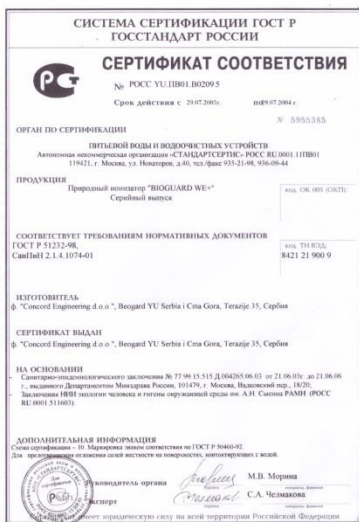 СИСТЕМА СЕРТИФИКАЦИИ ГОСТ Р
ГОССТАНДАРТ РОССИИ
СЕРТИФИКАТ СООТВЕТСТВИЯ
№ РОСС YU.ПВ01.В02095
Срок действия с 29.07.2003г. по 29.07.2004 г.
№ 5955385
ОРГАН ПО СЕРТИФИКАЦИИ
ПИТЬЕВОЙ ВОДЫ И ВОДООЧИСТНЫХ УСТРОЙСТВ
Автономная некоммерческая организация «СТАНДАРТСЕРТИС» РОСС RU.0001.11ПВ01
119421, г. Москва, ул. Новаторов, д.40, тел./факс 935-21-98, 936-09-44
ПРОДУКЦИЯ
Природный ионизатор "BIOGUARD WE+"
Серийный выпуск
код ОК 005 (ОКП):
СООТВЕТСТВУЕТ ТРЕБОВАНИЯМ НОРМАТИВНЫХ ДОКУМЕНТОВ
ГОСТ Р 51232-98,
СанПиН 2.1.4.1074-01
код ТН ВЭД:
8421 21 900 9
ИЗГОТОВИТЕЛЬ
ф. "Concord Engineering d.o.o ", Beogard YU Serbia i Crna Gora, Terazije 35, Сербия
СЕРТИФИКАТ ВЫДАН
ф. "Concord Engineering d.o.o ", Beogard YU Serbia i Crna Gora, Terazije 35, Сербия
НА ОСНОВАНИИ
- Санитарно-эпидемиологического заключения № 77.99.15.515.Д.004265.06.03 от 21.06.03г. до 21.06.06
г., выданного Департаментом Минздрава России, 101479, г. Москва, Вадковский пер., 18/20;
- Заключения НИИ экологии человека и гигиены окружающей среды им. А.Н. Сысина РАМН (РОСС
RU 0001.511603).
ДОПОЛНИТЕЛЬНАЯ ИНФОРМАЦИЯ
Схема сертификации – 10. Маркировка знаком соответствия по ГОСТ Р 50460-92.
Для предотвращения отложения солей жесткости на поверхностях, контактирующих с водой.
Руководитель органа М.В. Морина
Эксперт С.А. Челмакова
имеет юридическую силу на всей территории Российской Федерации